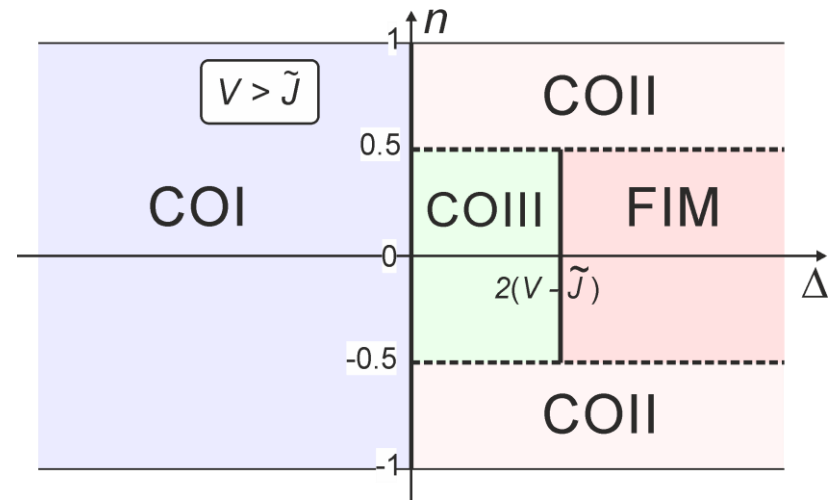 n
1
V > J̃
COII
0.5
COI
COIII
FIM
0
2(V - J̃ )
Δ
-0.5
COII
-1